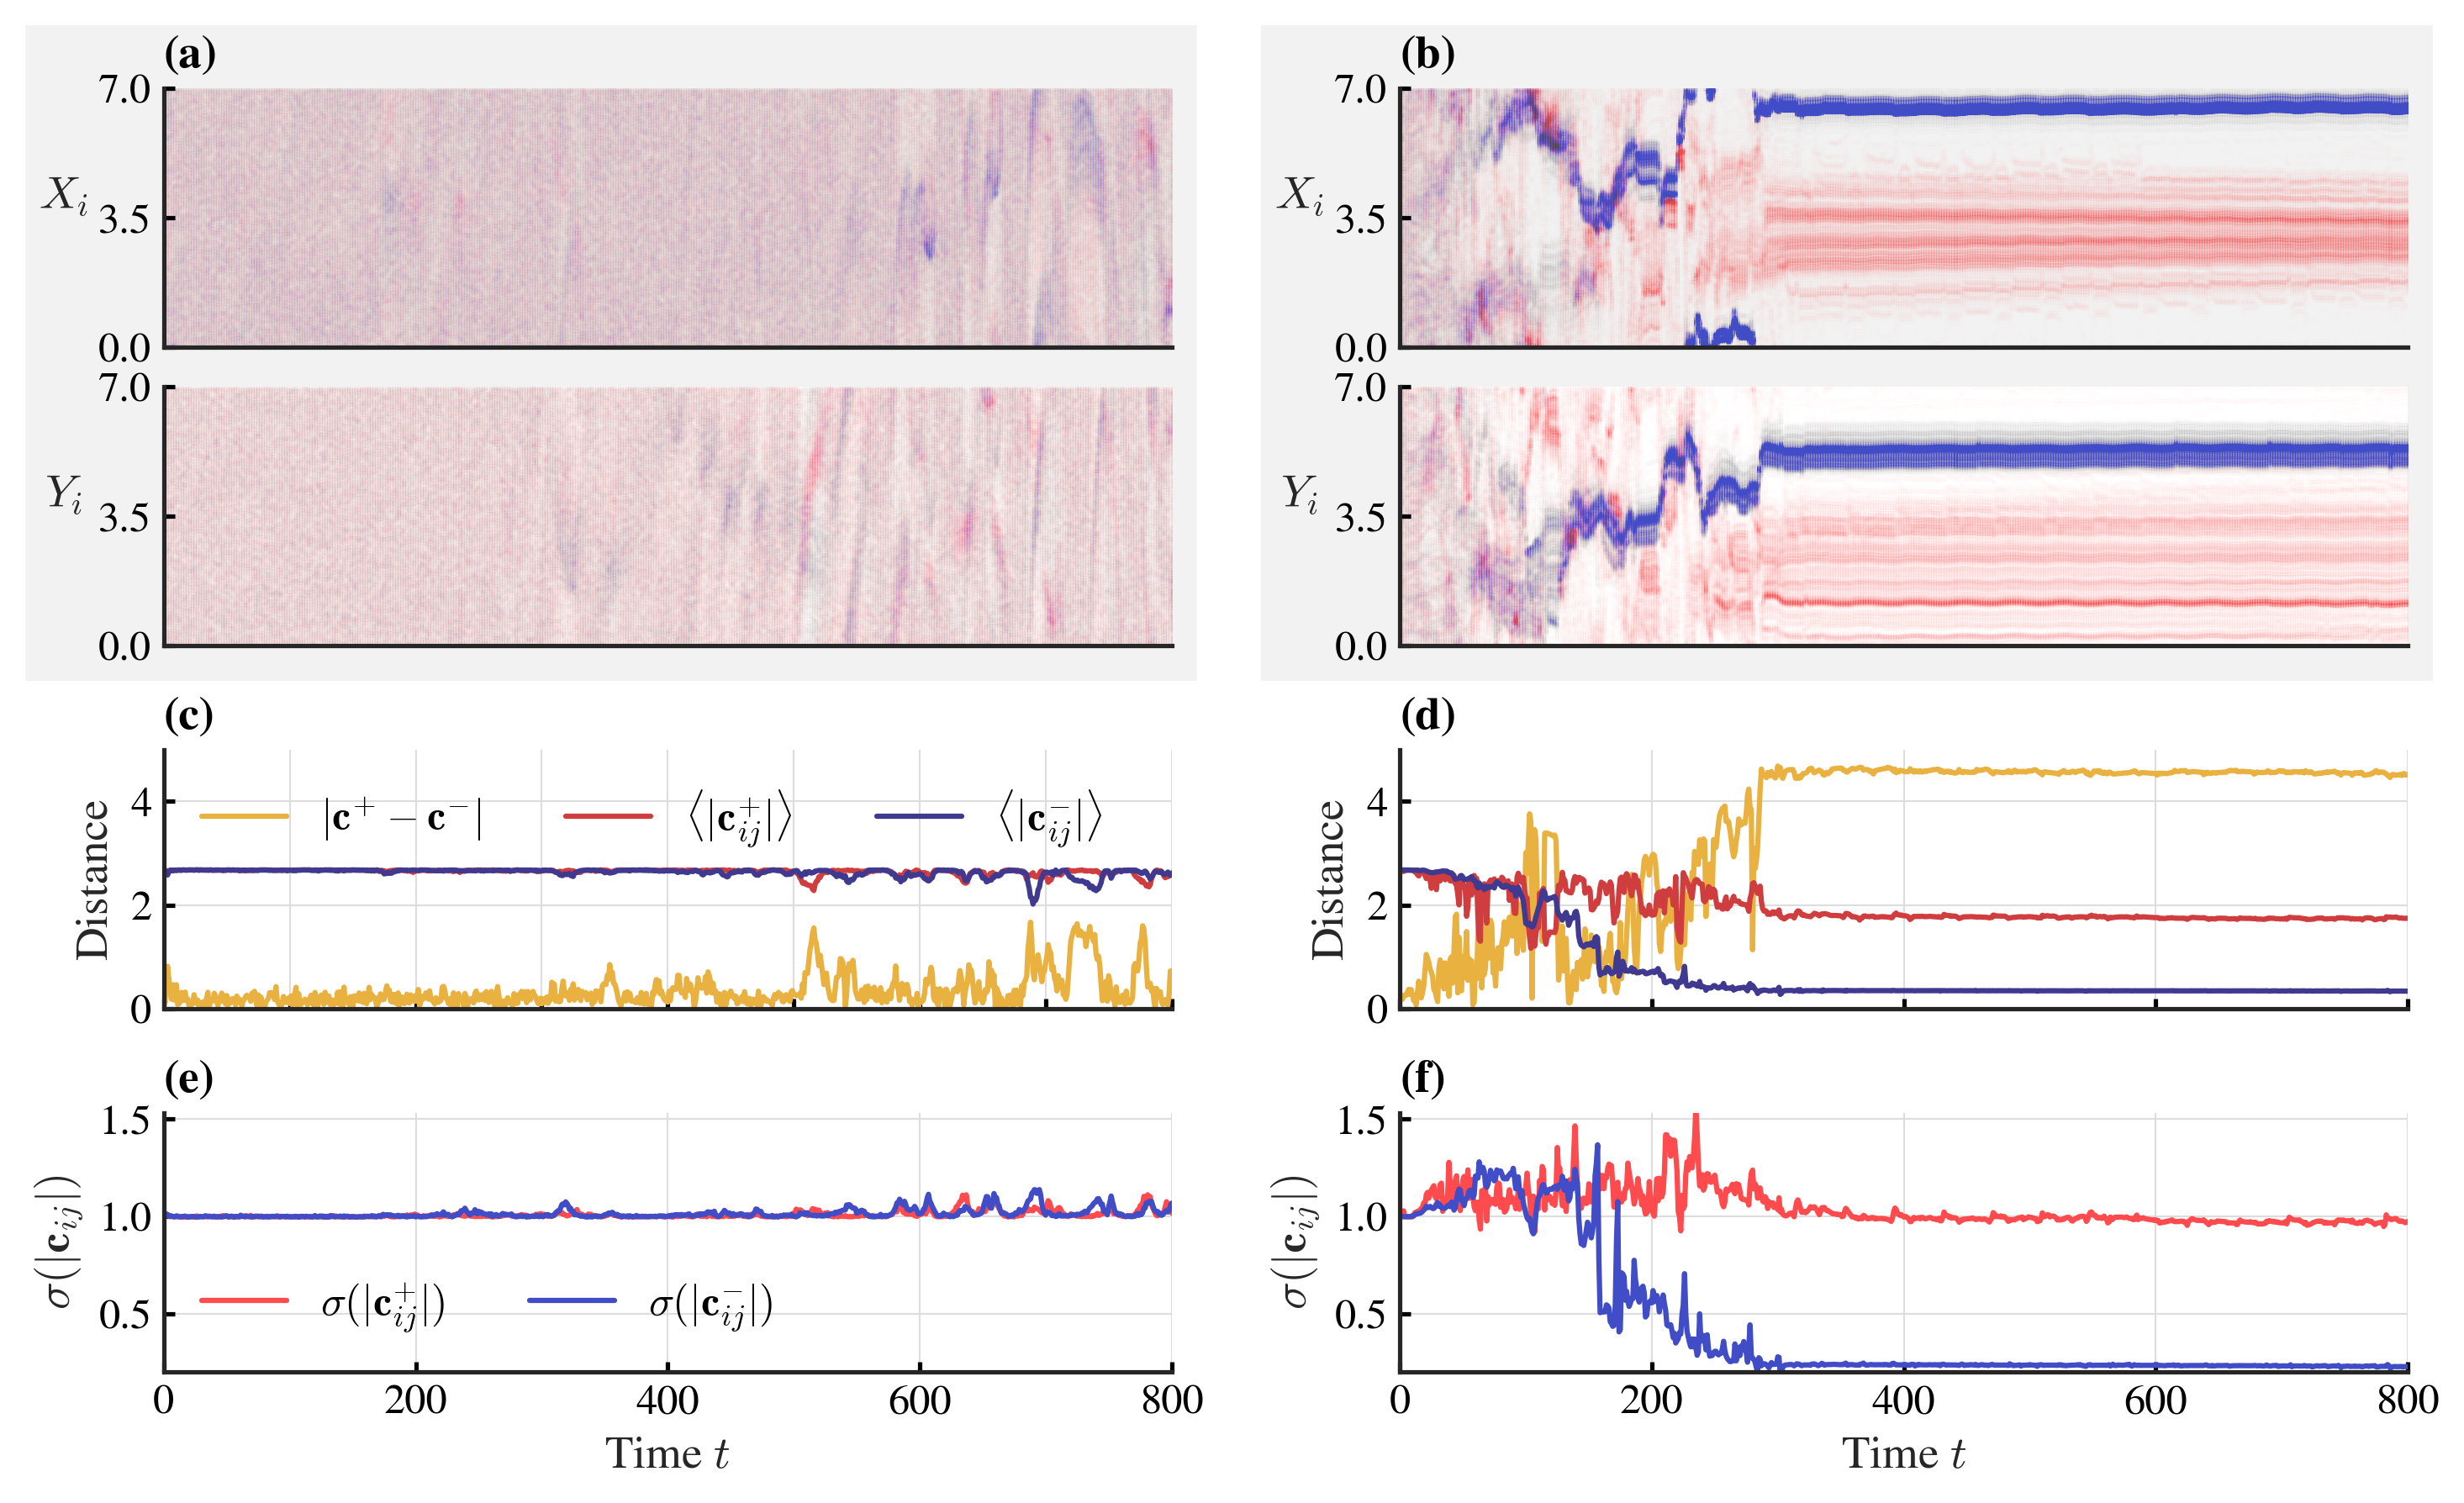 (a)
7.0
X_i 3.5
0.0
7.0
Y_i 3.5
0.0
(b)
7.0
X_i 3.5
0.0
7.0
Y_i 3.5
0.0
(c)
4
2
0
Distance
|c⁺ − c⁻| ⟨|c⁺_ij|⟩ ⟨|c⁻_ij|⟩
(d)
4
2
0
Distance
(e)
1.5
1.0
0.5
σ(|c_ij|)
σ(|c⁺_ij|) σ(|c⁻_ij|)
0 200 400 600 800
Time t
(f)
1.5
1.0
0.5
σ(|c_ij|)
0 200 400 600 800
Time t